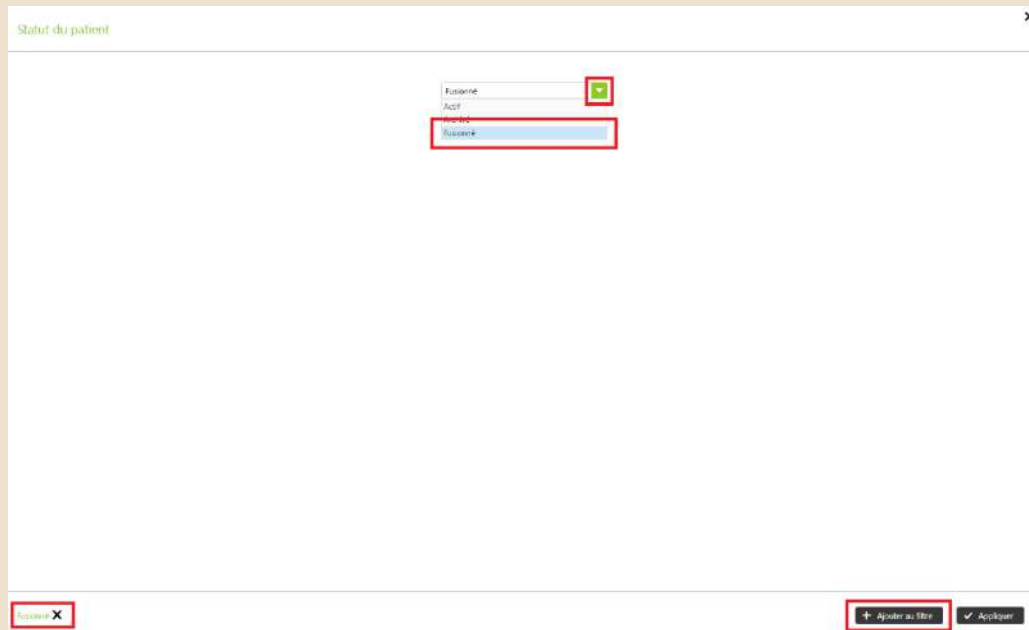 Statut du patient
Fusionné
Actif
Fusionné
Fusionné
Ajouter au filtre
Appliquer